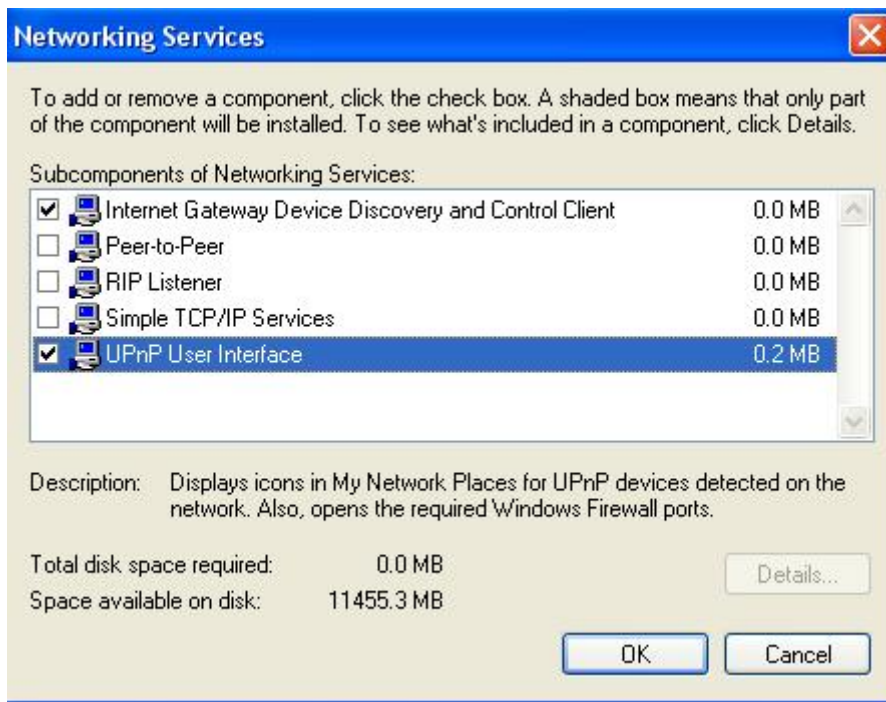 Networking Services
To add or remove a component, click the check box. A shaded box means that only part
of the component will be installed. To see what's included in a component, click Details.
Subcomponents of Networking Services:
Internet Gateway Device Discovery and Control Client 0.0 MB
Peer-to-Peer 0.0 MB
RIP Listener 0.0 MB
Simple TCP/IP Services 0.0 MB
UPnP User Interface 0.2 MB
Description: Displays icons in My Network Places for UPnP devices detected on the
network. Also, opens the required Windows Firewall ports.
Total disk space required: 0.0 MB
Details...
Space available on disk: 11455.3 MB
OK Cancel